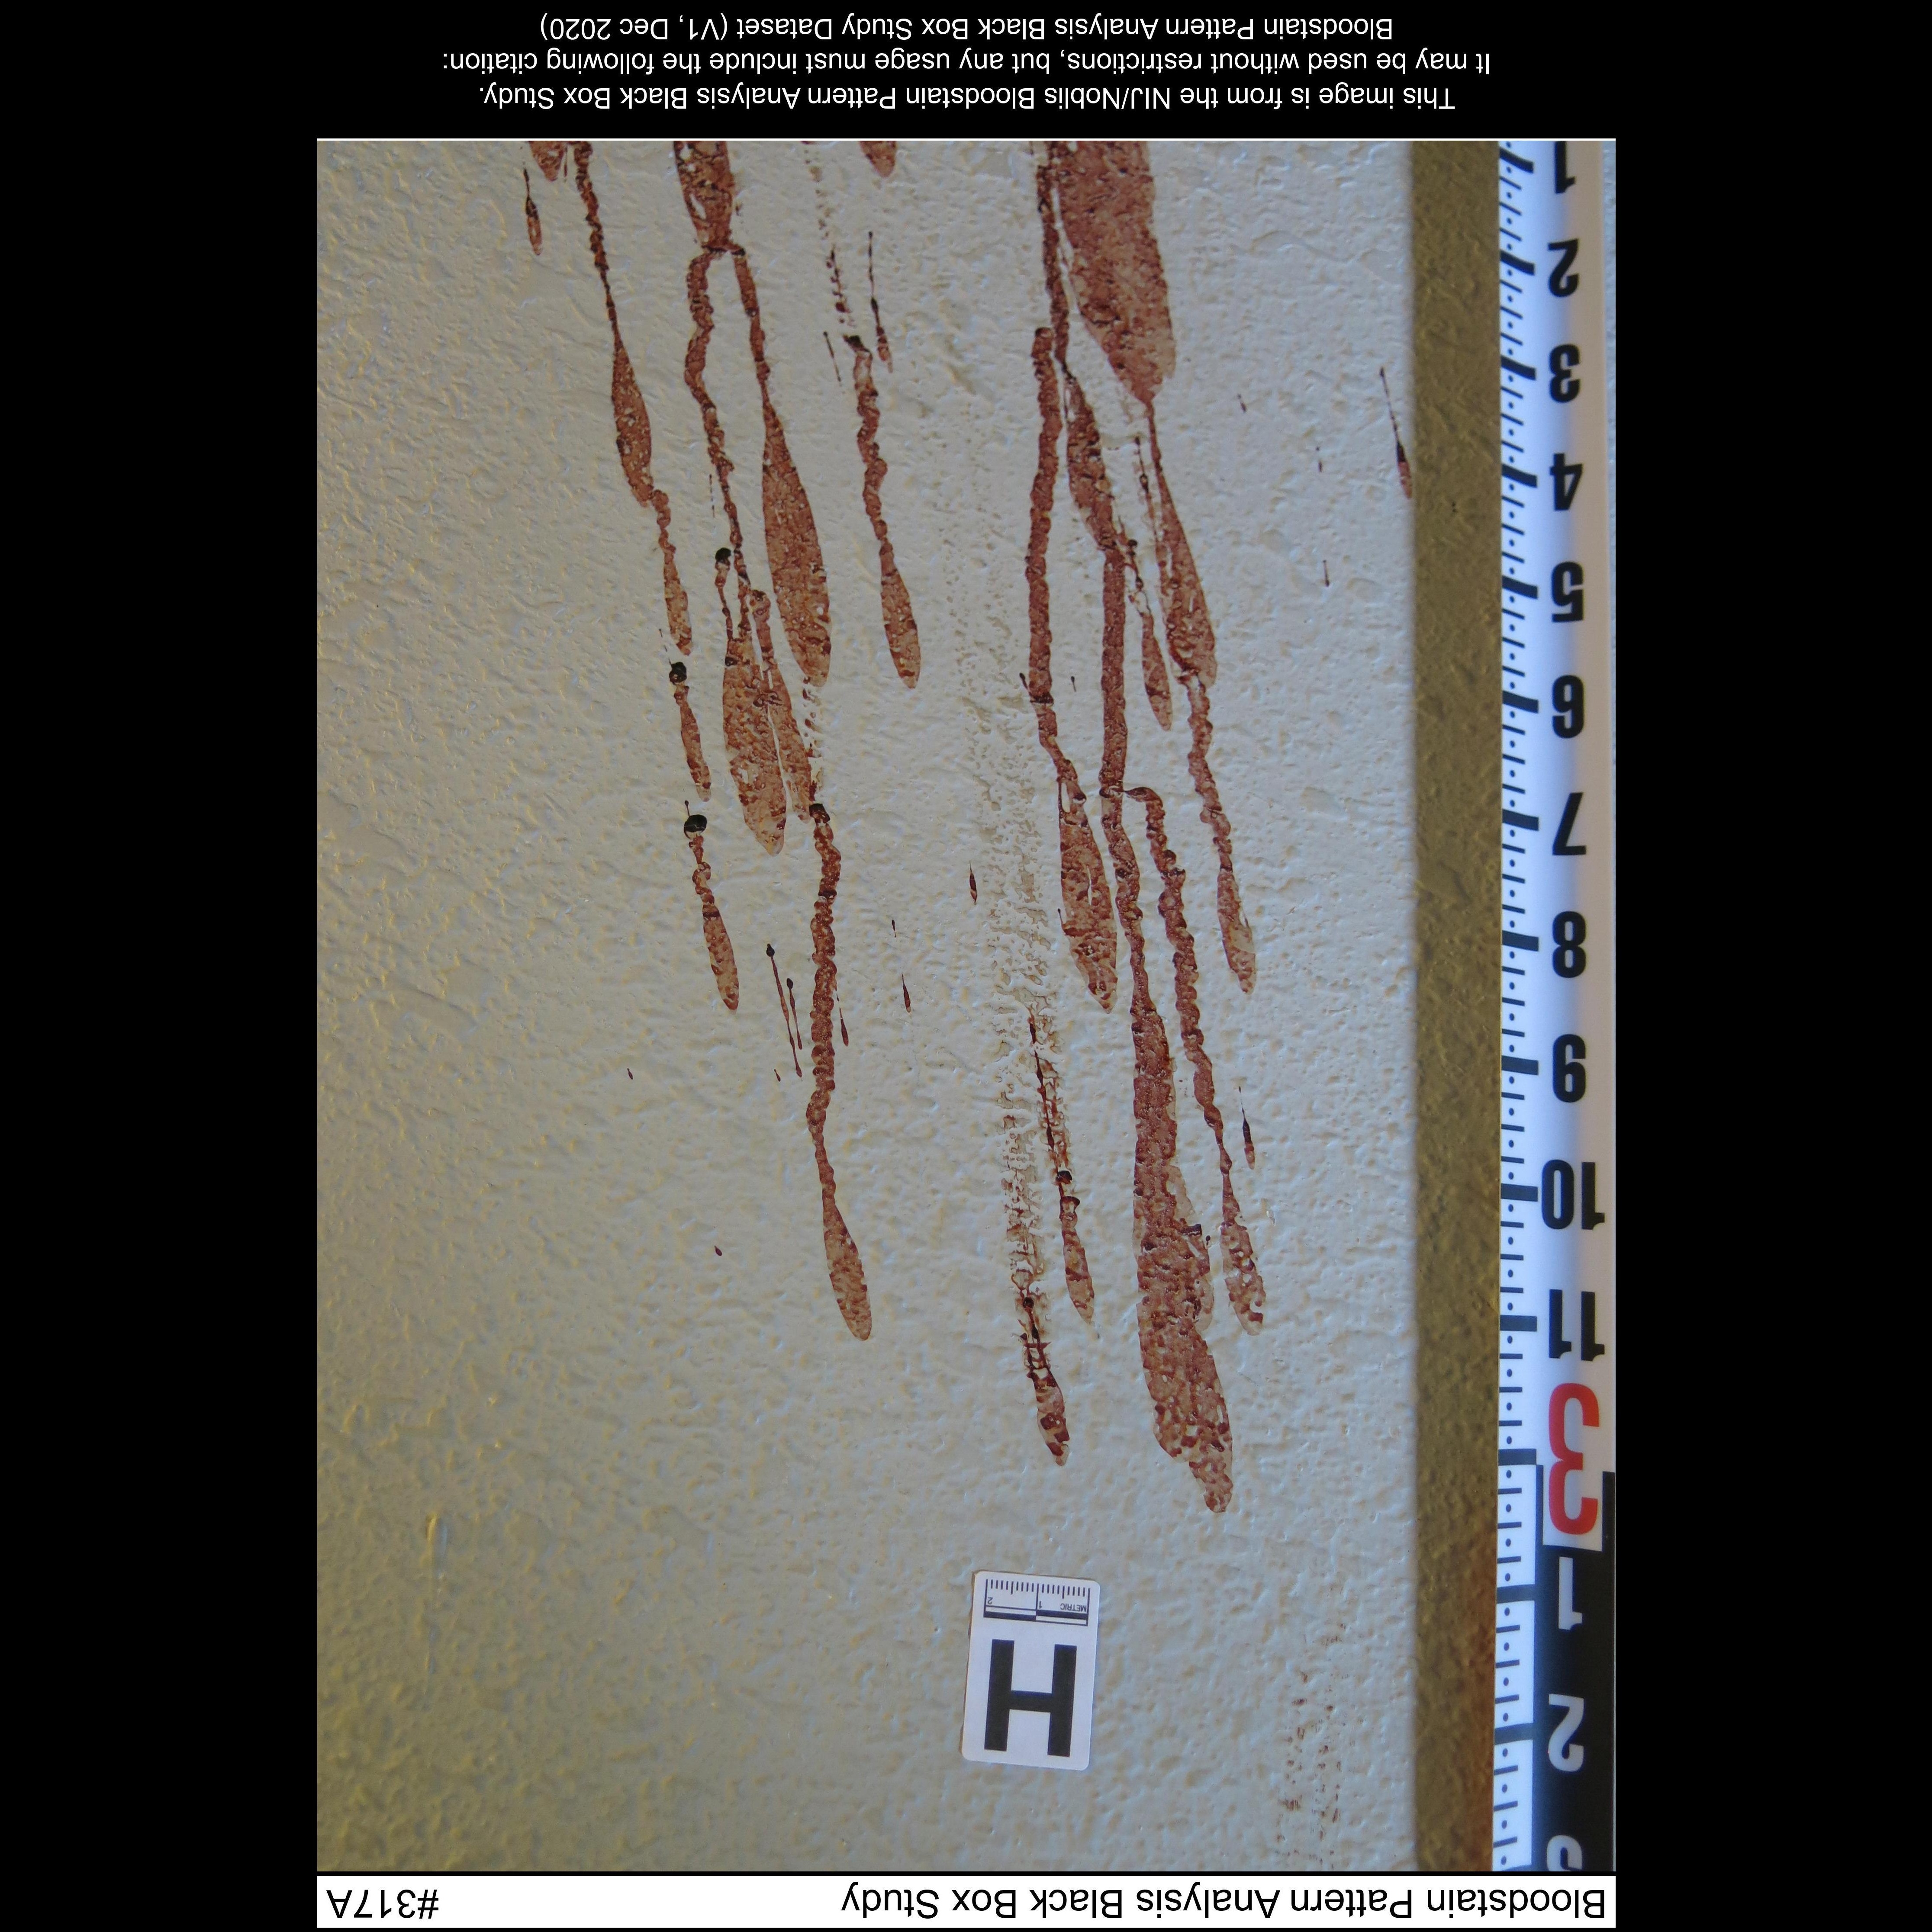 Bloodstain Pattern Analysis Black Box Study #317A
2
1
3
11
10
9
8
7
6
5
4
3
2
1
H
METRIC 1 2
This image is from the NIJ/Noblis Bloodstain Pattern Analysis Black Box Study.
It may be used without restrictions, but any usage must include the following citation:
Bloodstain Pattern Analysis Black Box Study Dataset (V1, Dec 2020)